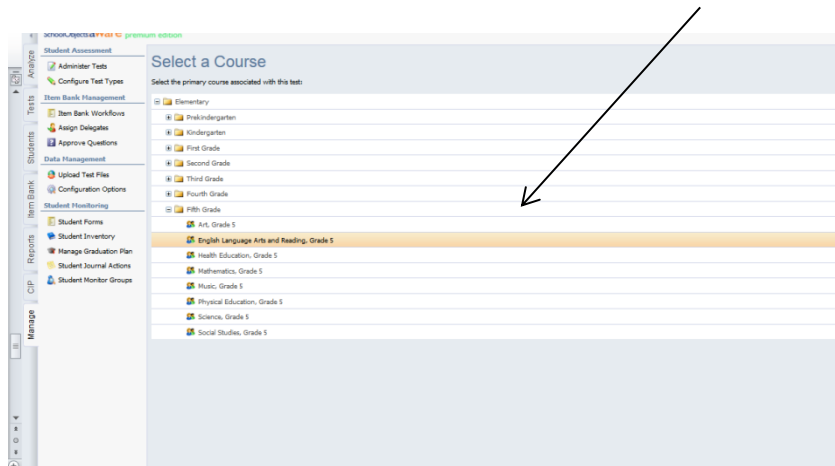 SchoolObjects:aware premium edition
Analyze
Tests
Students
Item Bank
Reports
CIP
Manage
Student Assessment
Administer Tests
Configure Test Types
Item Bank Management
Item Bank Workflows
Assign Delegates
Approve Questions
Data Management
Upload Test Files
Configuration Options
Student Monitoring
Student Forms
Student Inventory
Manage Graduation Plan
Student Journal Actions
Student Monitor Groups
Select a Course
Select the primary course associated with this test:
Elementary
Prekindergarten
Kindergarten
First Grade
Second Grade
Third Grade
Fourth Grade
Fifth Grade
Art, Grade 5
English Language Arts and Reading, Grade 5
Health Education, Grade 5
Mathematics, Grade 5
Music, Grade 5
Physical Education, Grade 5
Science, Grade 5
Social Studies, Grade 5